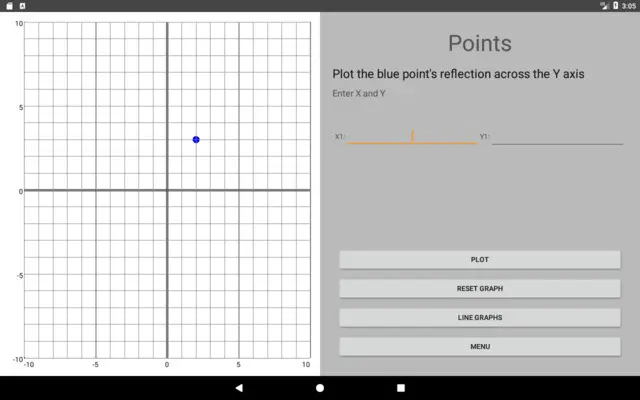 3:05
10
5
0
-5
-10
-10 -5 0 5 10
Points
Plot the blue point's reflection across the Y axis
Enter X and Y
X1: Y1:
PLOT
RESET GRAPH
LINE GRAPHS
MENU